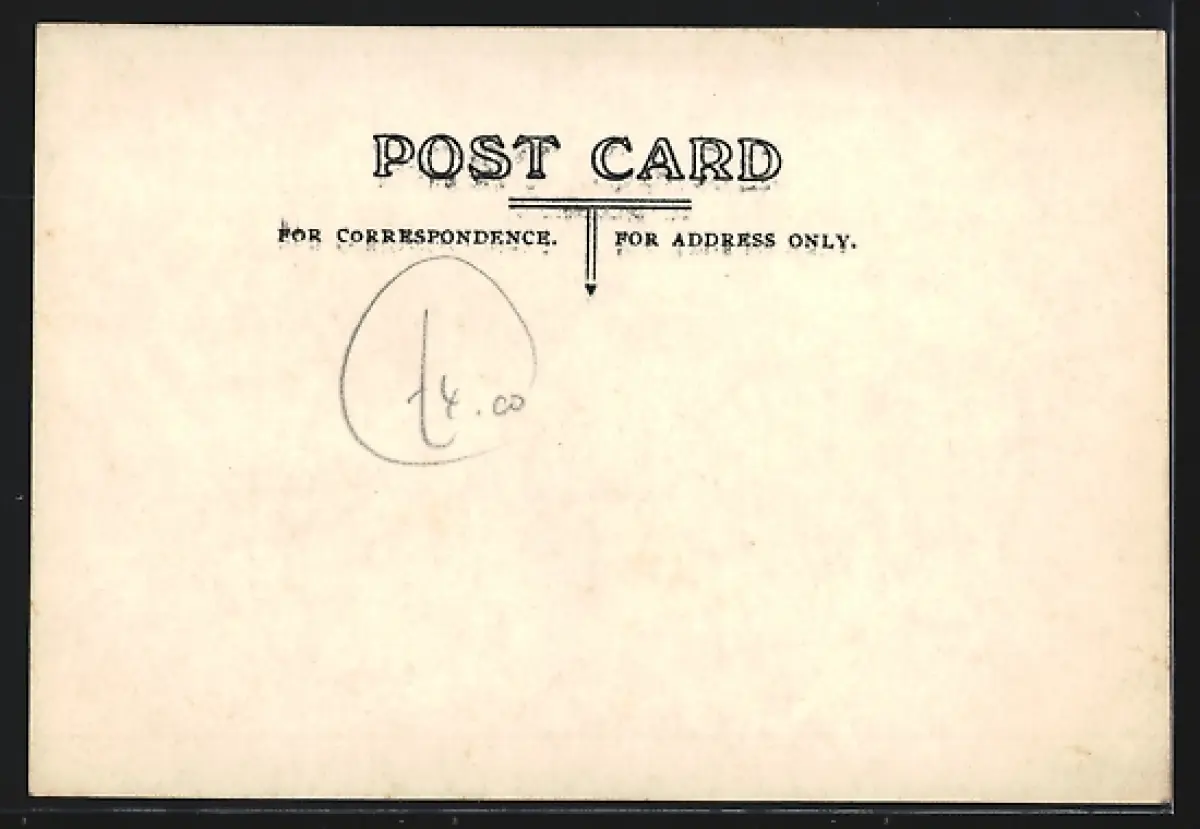 POST CARD
FOR CORRESPONDENCE.
FOR ADDRESS ONLY.
£4.00